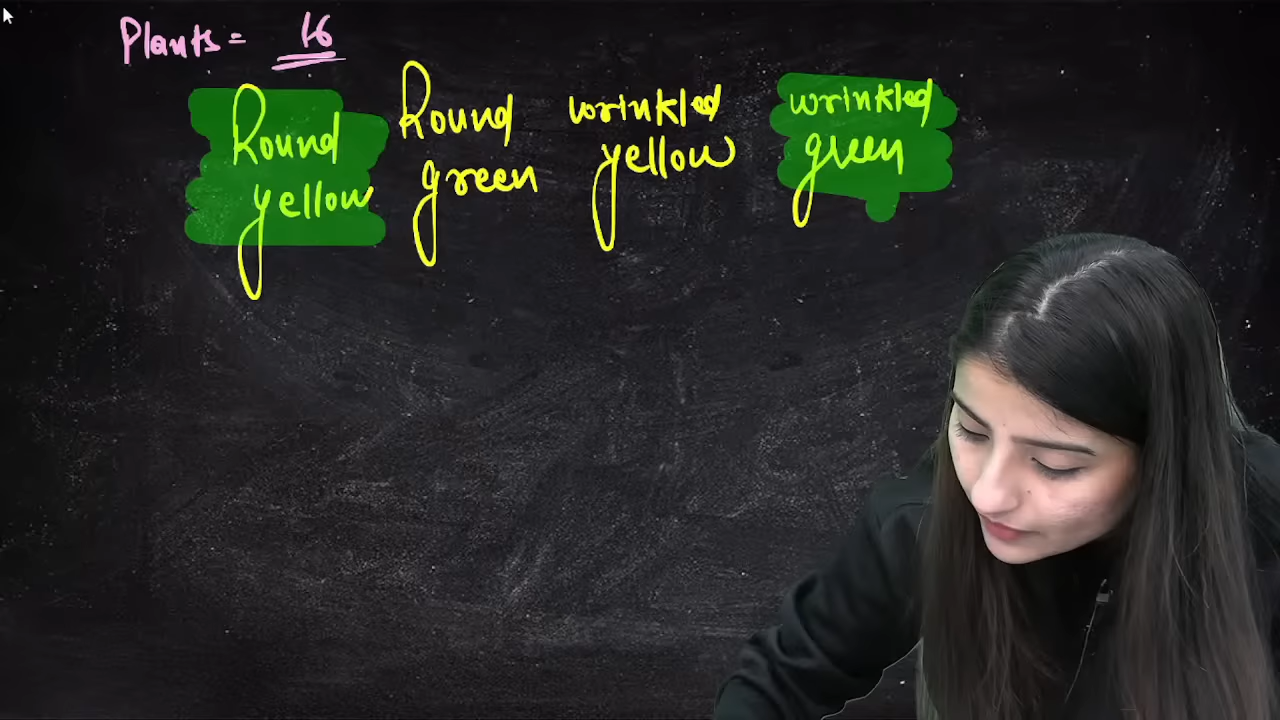 Plants = 16
Round Round wrinkled wrinkled
yellow green yellow green